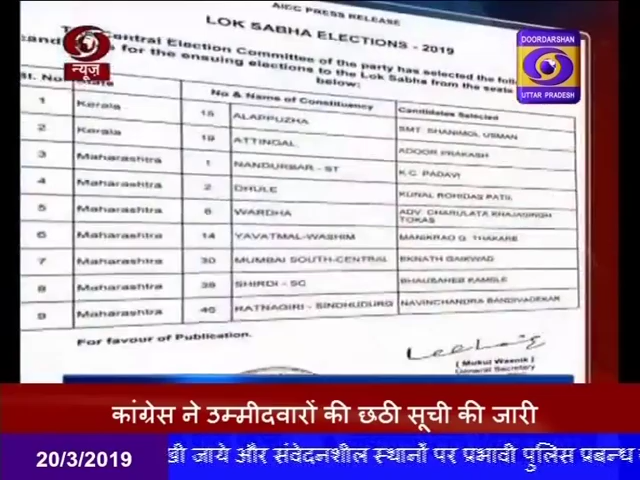 AICC PRESS RELEASE
LOK SABHA ELECTIONS - 2019
Central Election Committee of the party has selected the
for the ensuing elections to the Lok Sabha from the
below:
न्यूज़
DOORDARSHAN
UTTAR PRADESH
No & Name of Constituency Candidates Selected
1 Kerala 15 ALAPPUZHA SMT. SHANIMOL USMAN
2 Kerala 19 ATTINGAL ADOOR PRAKASH
3 Maharashtra 1 NANDURBAR - ST K.C. PADAVI
4 Maharashtra 2 DHULE KUNAL ROHIDAS PATIL
5 Maharashtra 8 WARDHA ADV. CHARULATA KHAJASINGH TOKAS
6 Maharashtra 14 YAVATMAL-WASHIM MANIKRAO G. THAKARE
7 Maharashtra 30 MUMBAI SOUTH-CENTRAL EKNATH GAIKWAD
8 Maharashtra 38 SHIRDI - SC BHAUSAHEB KAMBLE
9 Maharashtra 46 RATNAGIRI - SINDHUDURG NAVINCHANDRA BANDIVADEKAR
For favour of Publication.
( Mukul Wasnik )
General Secretary
कांग्रेस ने उम्मीदवारों की छठी सूची की जारी
20/3/2019 जाये और संवेदनशील स्थानों पर प्रभावी पुलिस प्रबन्ध